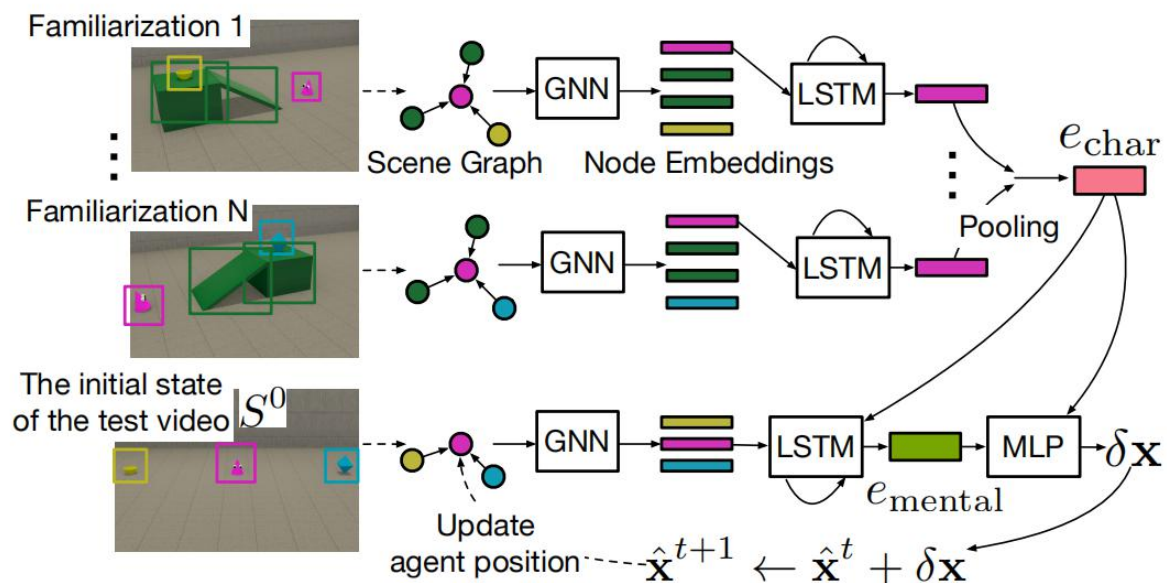 Familiarization 1
GNN
LSTM
Scene Graph
Node Embeddings
e_char
Familiarization N
GNN
LSTM
Pooling
The initial state
of the test video S^0
GNN
LSTM
MLP
δx
e_mental
Update
agent position
x̂^{t+1} ← x̂^t + δx